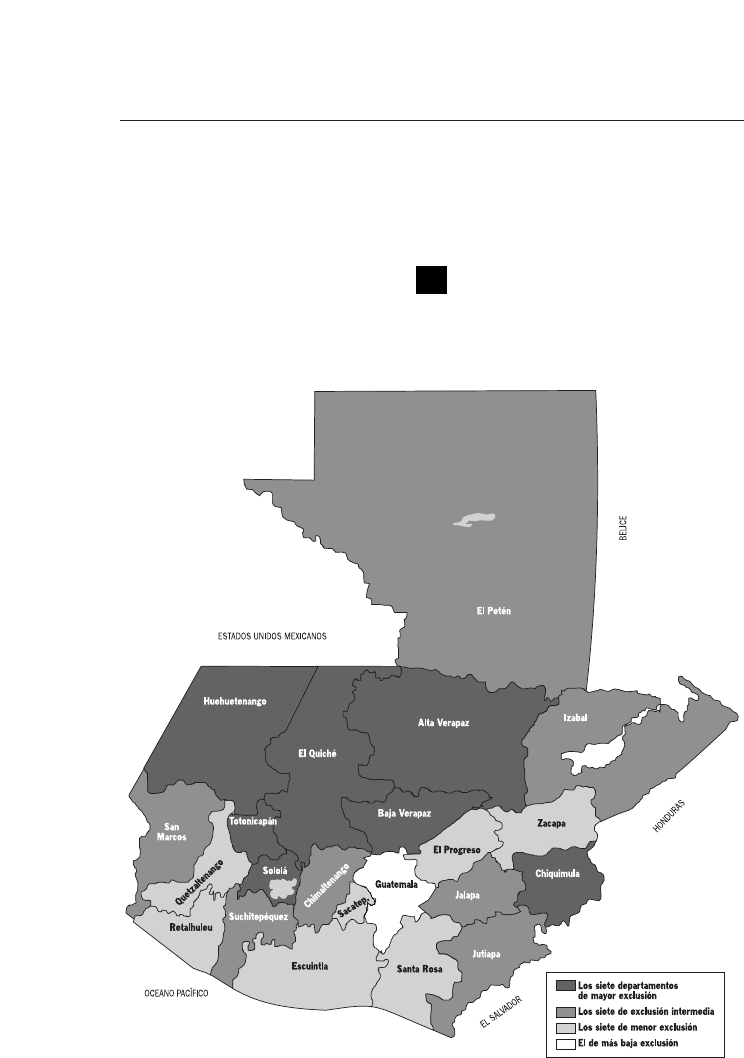 BELICE
El Petén
ESTADOS UNIDOS MEXICANOS
Huehuetenango
Alta Verapaz
Izabal
El Quiché
HONDURAS
Baja Verapaz
Totonicapán
San
Marcos
Zacapa
El Progreso
Quetzaltenango
Sololá
Chimaltenango
Guatemala
Chiquimula
Jalapa
Sacatep.
Suchitepéquez
Retalhuleu
Jutiapa
Escuintla
Santa Rosa
OCEANO PACÍFICO
EL SALVADOR
Los siete departamentos
de mayor exclusión
Los siete de exclusión intermedia
Los siete de menor exclusión
El de más baja exclusión